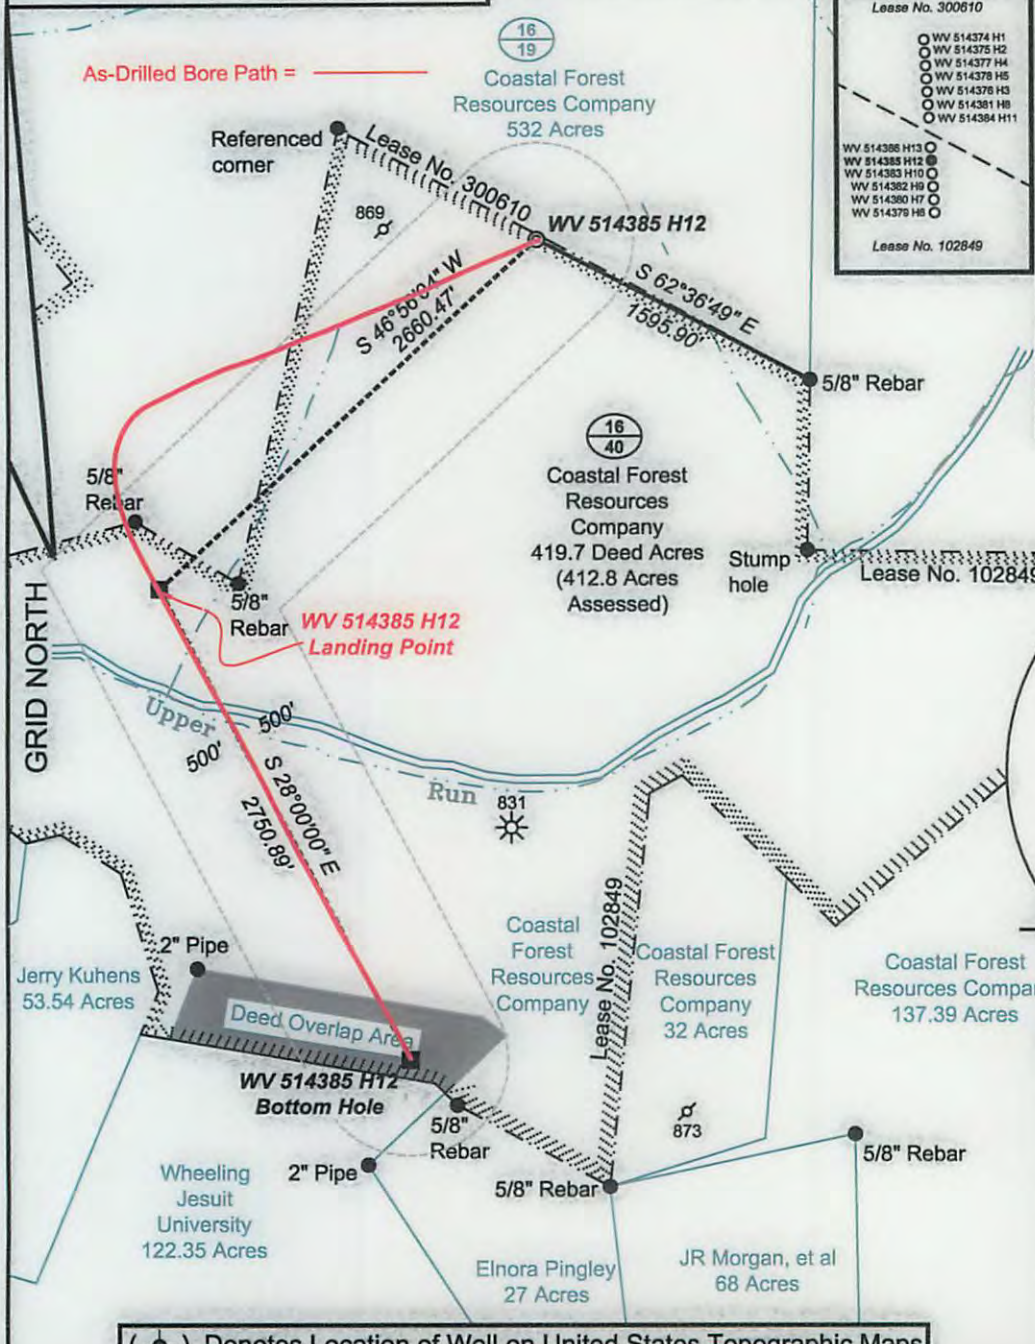 Lease No. 300610
WV 514374 H1
WV 514375 H2
WV 514377 H4
WV 514378 H5
WV 514376 H3
WV 514381 H8
WV 514384 H11
WV 514386 H13
WV 514385 H12
WV 514383 H10
WV 514382 H9
WV 514380 H7
WV 514379 H6
Lease No. 102849
16
19
Coastal Forest
Resources Company
532 Acres
As-Drilled Bore Path =
Referenced
corner
Lease No. 300610
869
WV 514385 H12
S 46°56'04" W
2660.47'
S 62°36'49" E
1595.90'
5/8" Rebar
16
40
Coastal Forest
Resources
Company
419.7 Deed Acres
(412.8 Acres
Assessed)
5/8"
Rebar
Stump
hole
Lease No. 102849
5/8"
Rebar
WV 514385 H12
Landing Point
GRID NORTH
Upper
Run
500'
500'
S 28°00'00" E
2750.89'
831
Lease No. 102849
2" Pipe
Jerry Kuhens
53.54 Acres
Deed Overlap Area
Coastal
Forest
Resources
Company
Coastal Forest
Resources
Company
32 Acres
Coastal Forest
Resources Compa
137.39 Acres
WV 514385 H12
Bottom Hole
5/8"
Rebar
873
2" Pipe
5/8" Rebar
5/8" Rebar
Wheeling
Jesuit
University
122.35 Acres
Elnora Pingley
27 Acres
JR Morgan, et al
68 Acres
Denotes Location of Well on United States Topographic Maps